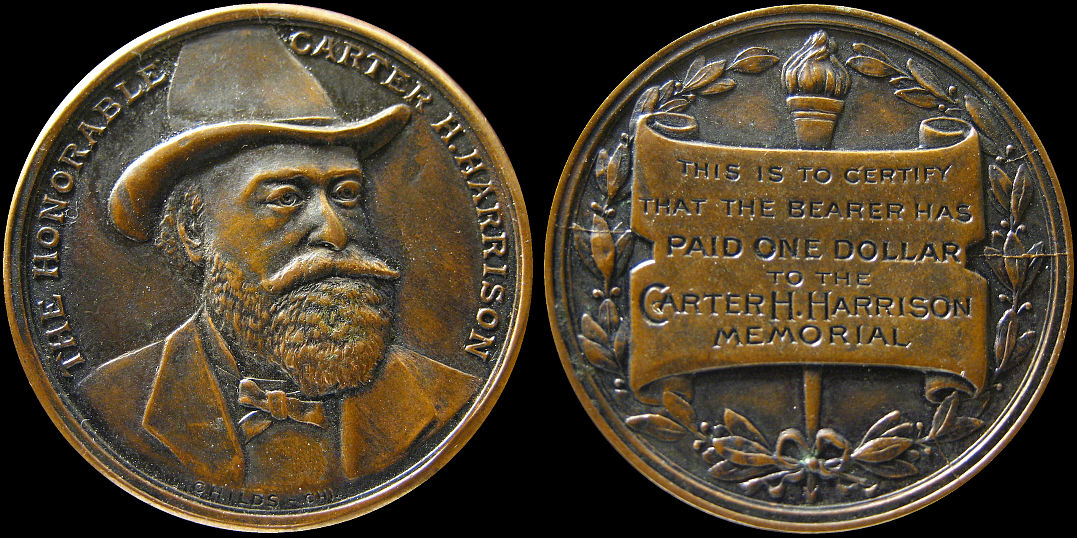 THE HONORABLE CARTER H. HARRISON
CHILDS - CHI.
THIS IS TO CERTIFY
THAT THE BEARER HAS
PAID ONE DOLLAR
TO THE
CARTER H. HARRISON
MEMORIAL